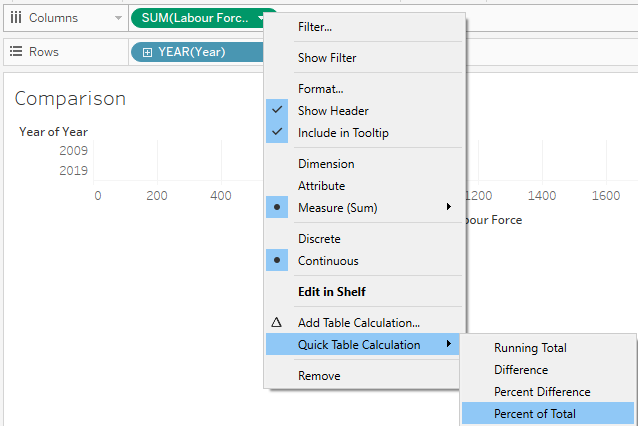 Columns
SUM(Labour Forc..
Rows
YEAR(Year)
Comparison
Year of Year
2009
2019
0 200 400 600 1200 1400 1600
bour Force
Filter...
Show Filter
Format...
Show Header
Include in Tooltip
Dimension
Attribute
Measure (Sum)
Discrete
Continuous
Edit in Shelf
Add Table Calculation...
Quick Table Calculation
Remove
Running Total
Difference
Percent Difference
Percent of Total